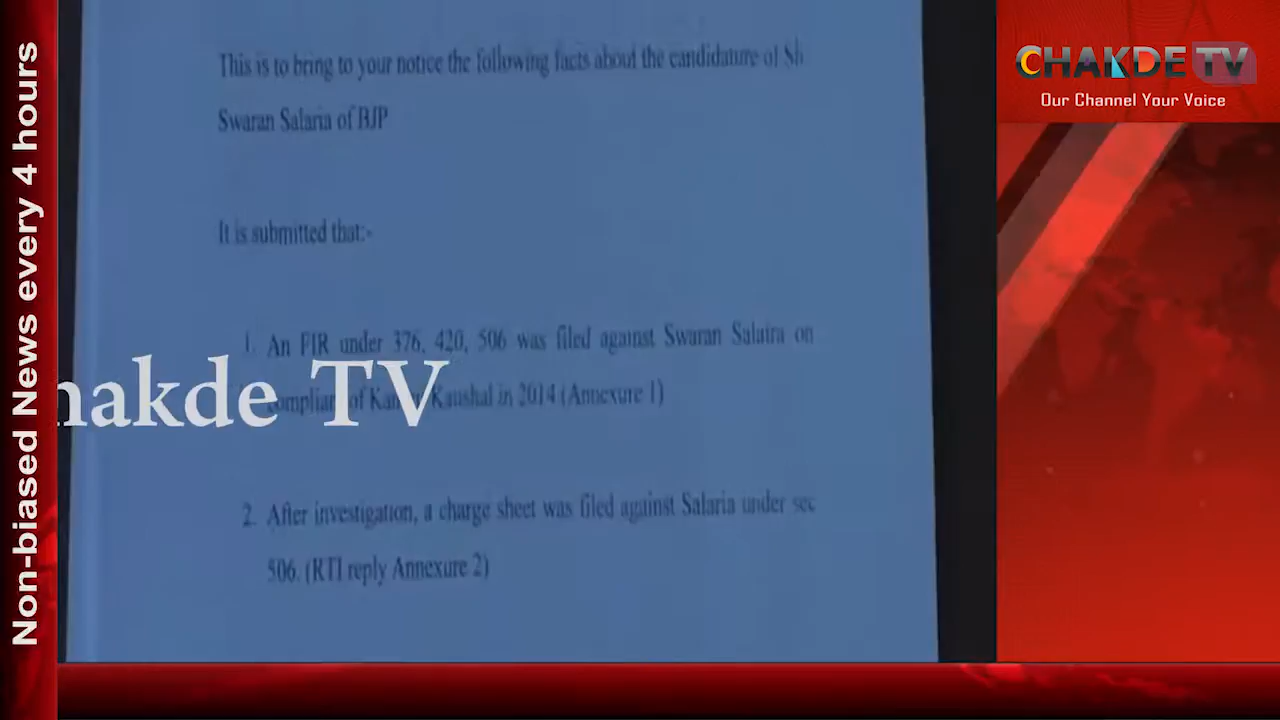 This is to bring to your notice the following facts about the candidature of Sh
Swaran Salaria of BJP
It is submitted that:-
1. An FIR under 376, 420, 506 was filed against Swaran Salaira on
compliant of Kaushal in 2014 (Annexure 1)
2. After investigation, a charge sheet was filed against Salaria under sec
506. (RTI reply Annexure 2)
hakde TV
Non-biased News every 4 hours
CHAKDE TV
Our Channel Your Voice